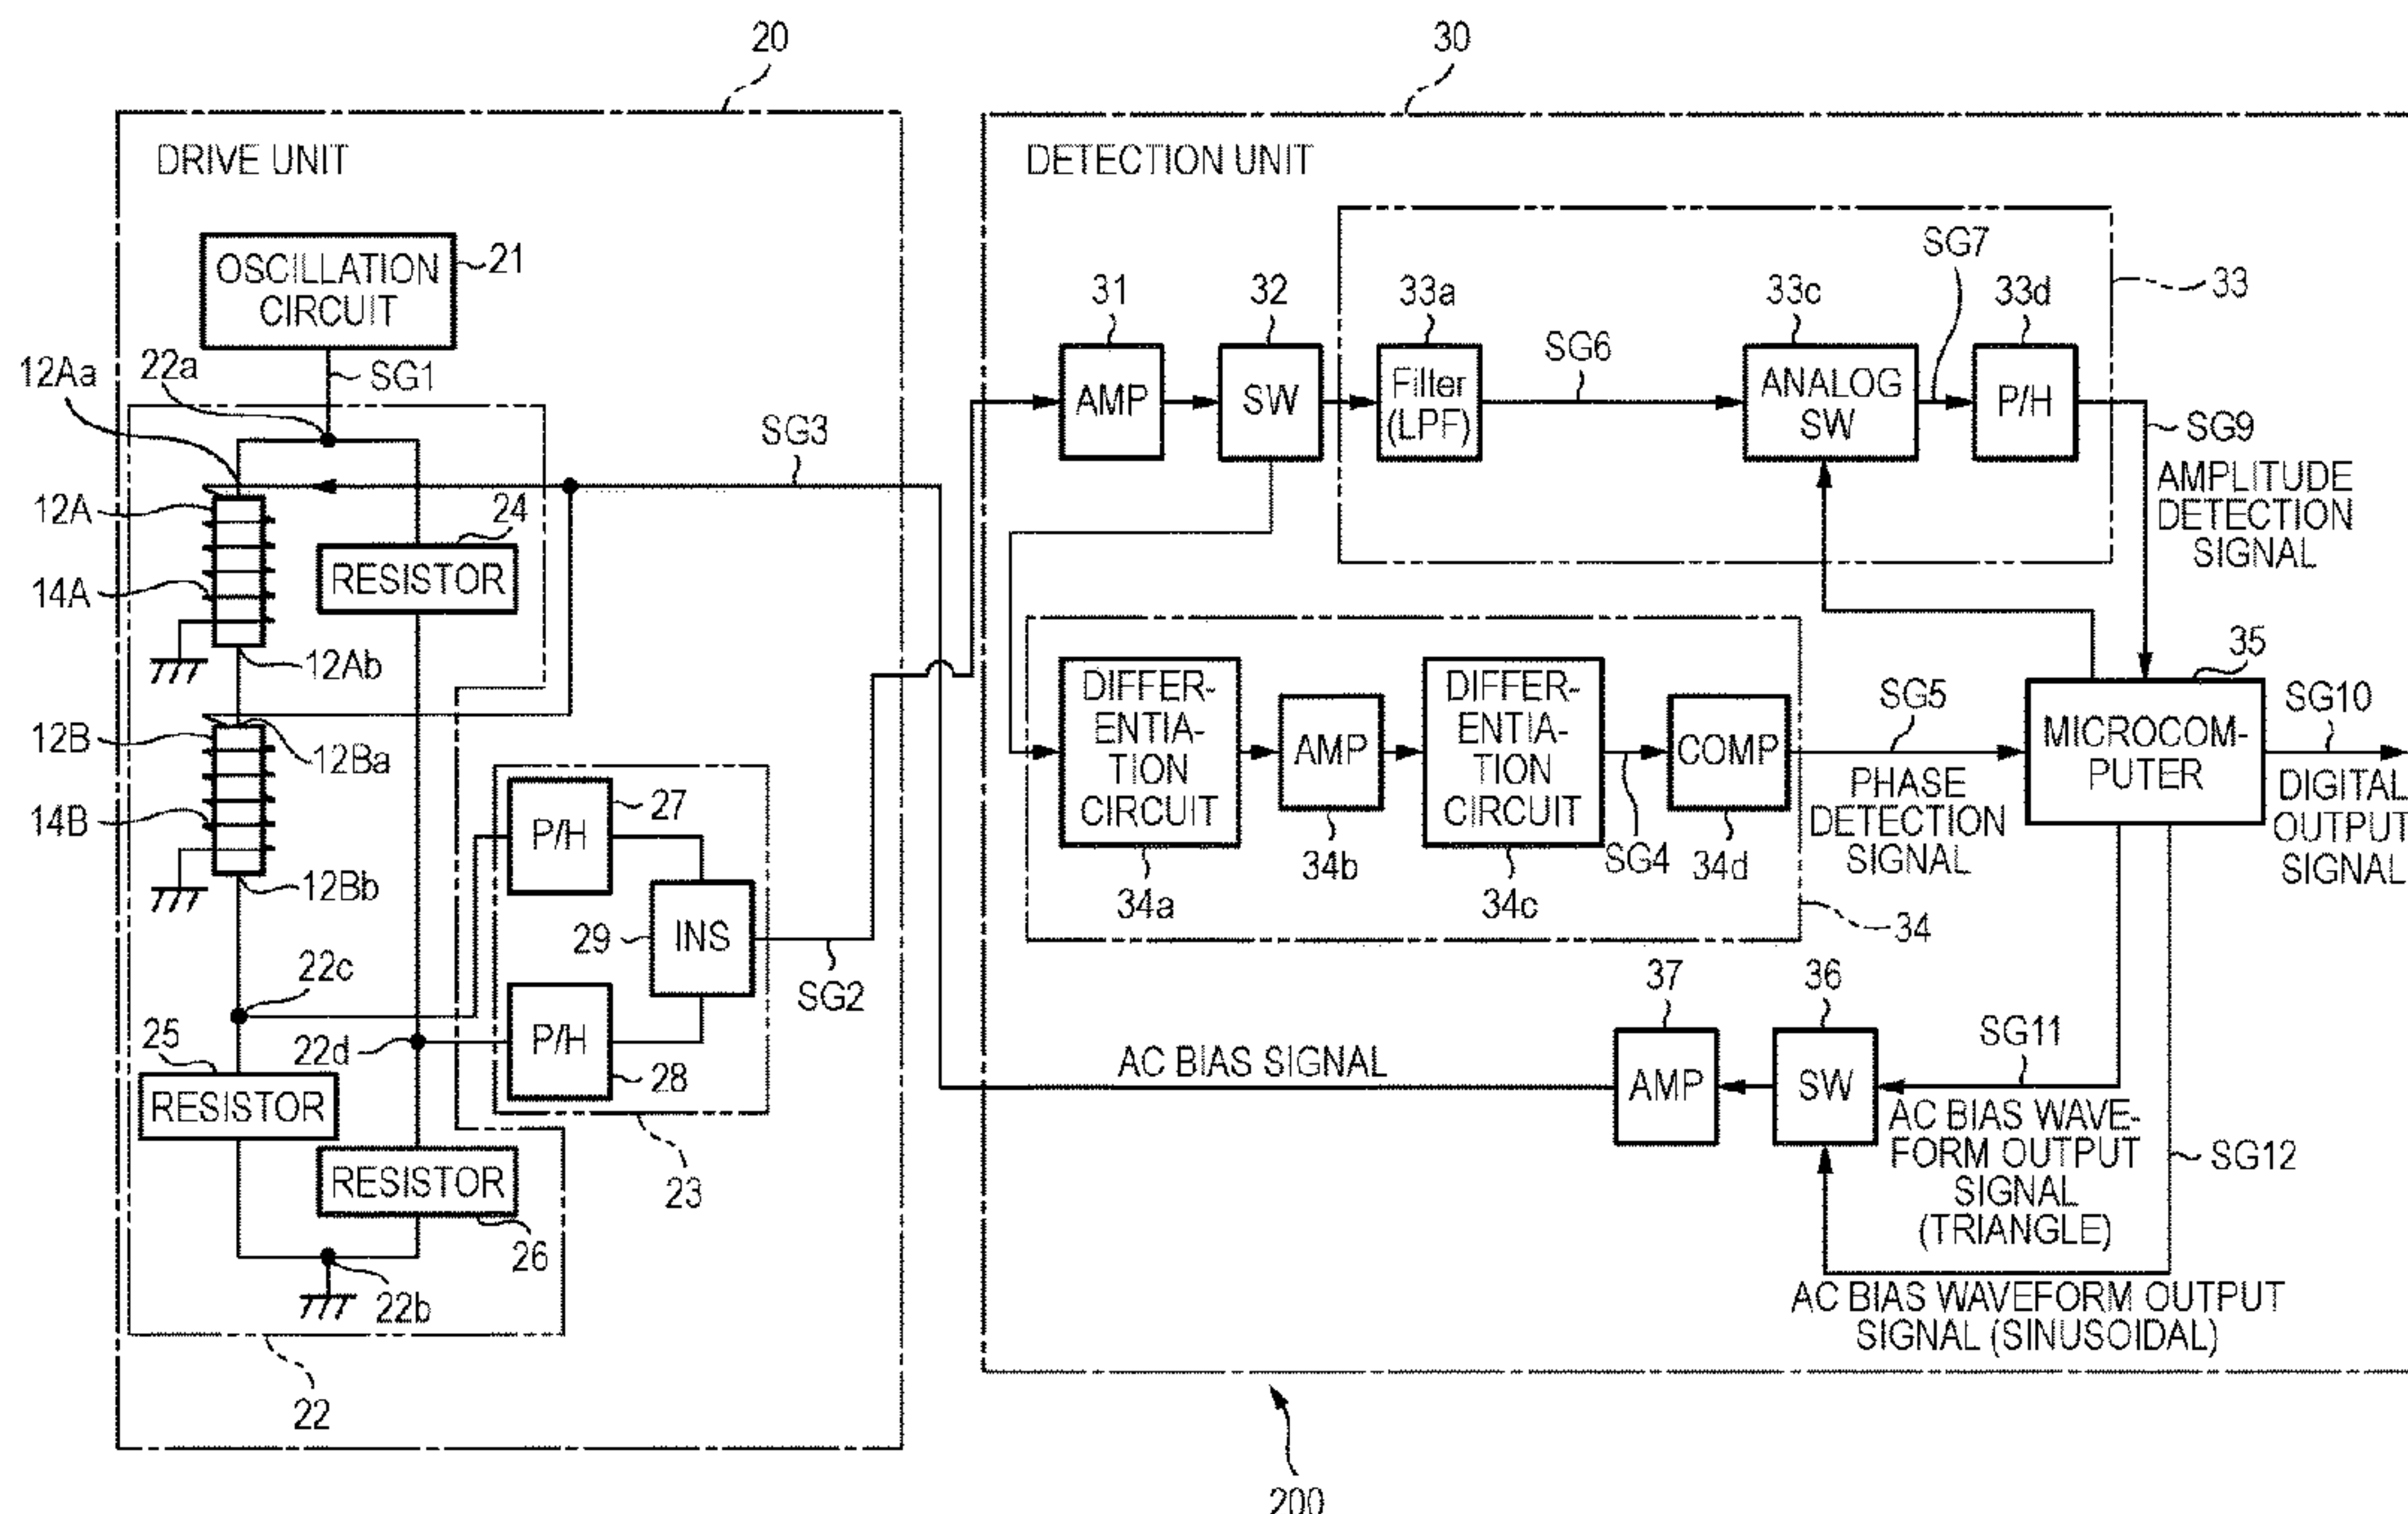 20
30
DRIVE UNIT
DETECTION UNIT
OSCILLATION
CIRCUIT
21
12Aa
22a
SG1
SG3
12A
24
RESISTOR
14A
12Ab
12B
12Ba
14B
12Bb
27
P/H
29
INS
SG2
22c
25
22d
P/H
28
RESISTOR
RESISTOR
23
26
22b
22
31
32
33a
33c
SG7
33d
33
AMP
SW
Filter
(LPF)
SG6
ANALOG
SW
P/H
SG9
AMPLITUDE
DETECTION
SIGNAL
DIFFER-
ENTIA-
TION
CIRCUIT
34a
AMP
34b
DIFFER-
ENTIA-
TION
CIRCUIT
34c
SG4
COMP
34d
34
SG5
PHASE
DETECTION
SIGNAL
35
MICROCOM-
PUTER
SG10
DIGITAL
OUTPUT
SIGNAL
37
36
SG11
AC BIAS SIGNAL
AMP
SW
AC BIAS WAVE-
FORM OUTPUT
SIGNAL
(TRIANGLE)
SG12
AC BIAS WAVEFORM OUTPUT
SIGNAL (SINUSOIDAL)
200